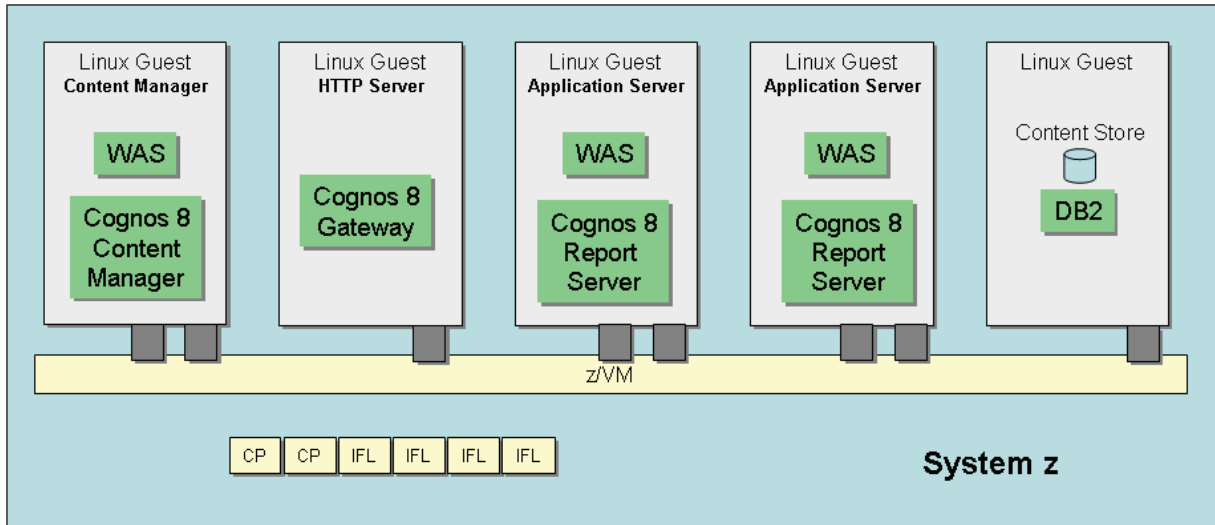 Linux Guest
Content Manager
WAS
Cognos 8
Content
Manager
Linux Guest
HTTP Server
Cognos 8
Gateway
Linux Guest
Application Server
WAS
Cognos 8
Report
Server
Linux Guest
Application Server
WAS
Cognos 8
Report
Server
Linux Guest
Content Store
DB2
z/VM
CP CP IFL IFL IFL IFL
System z